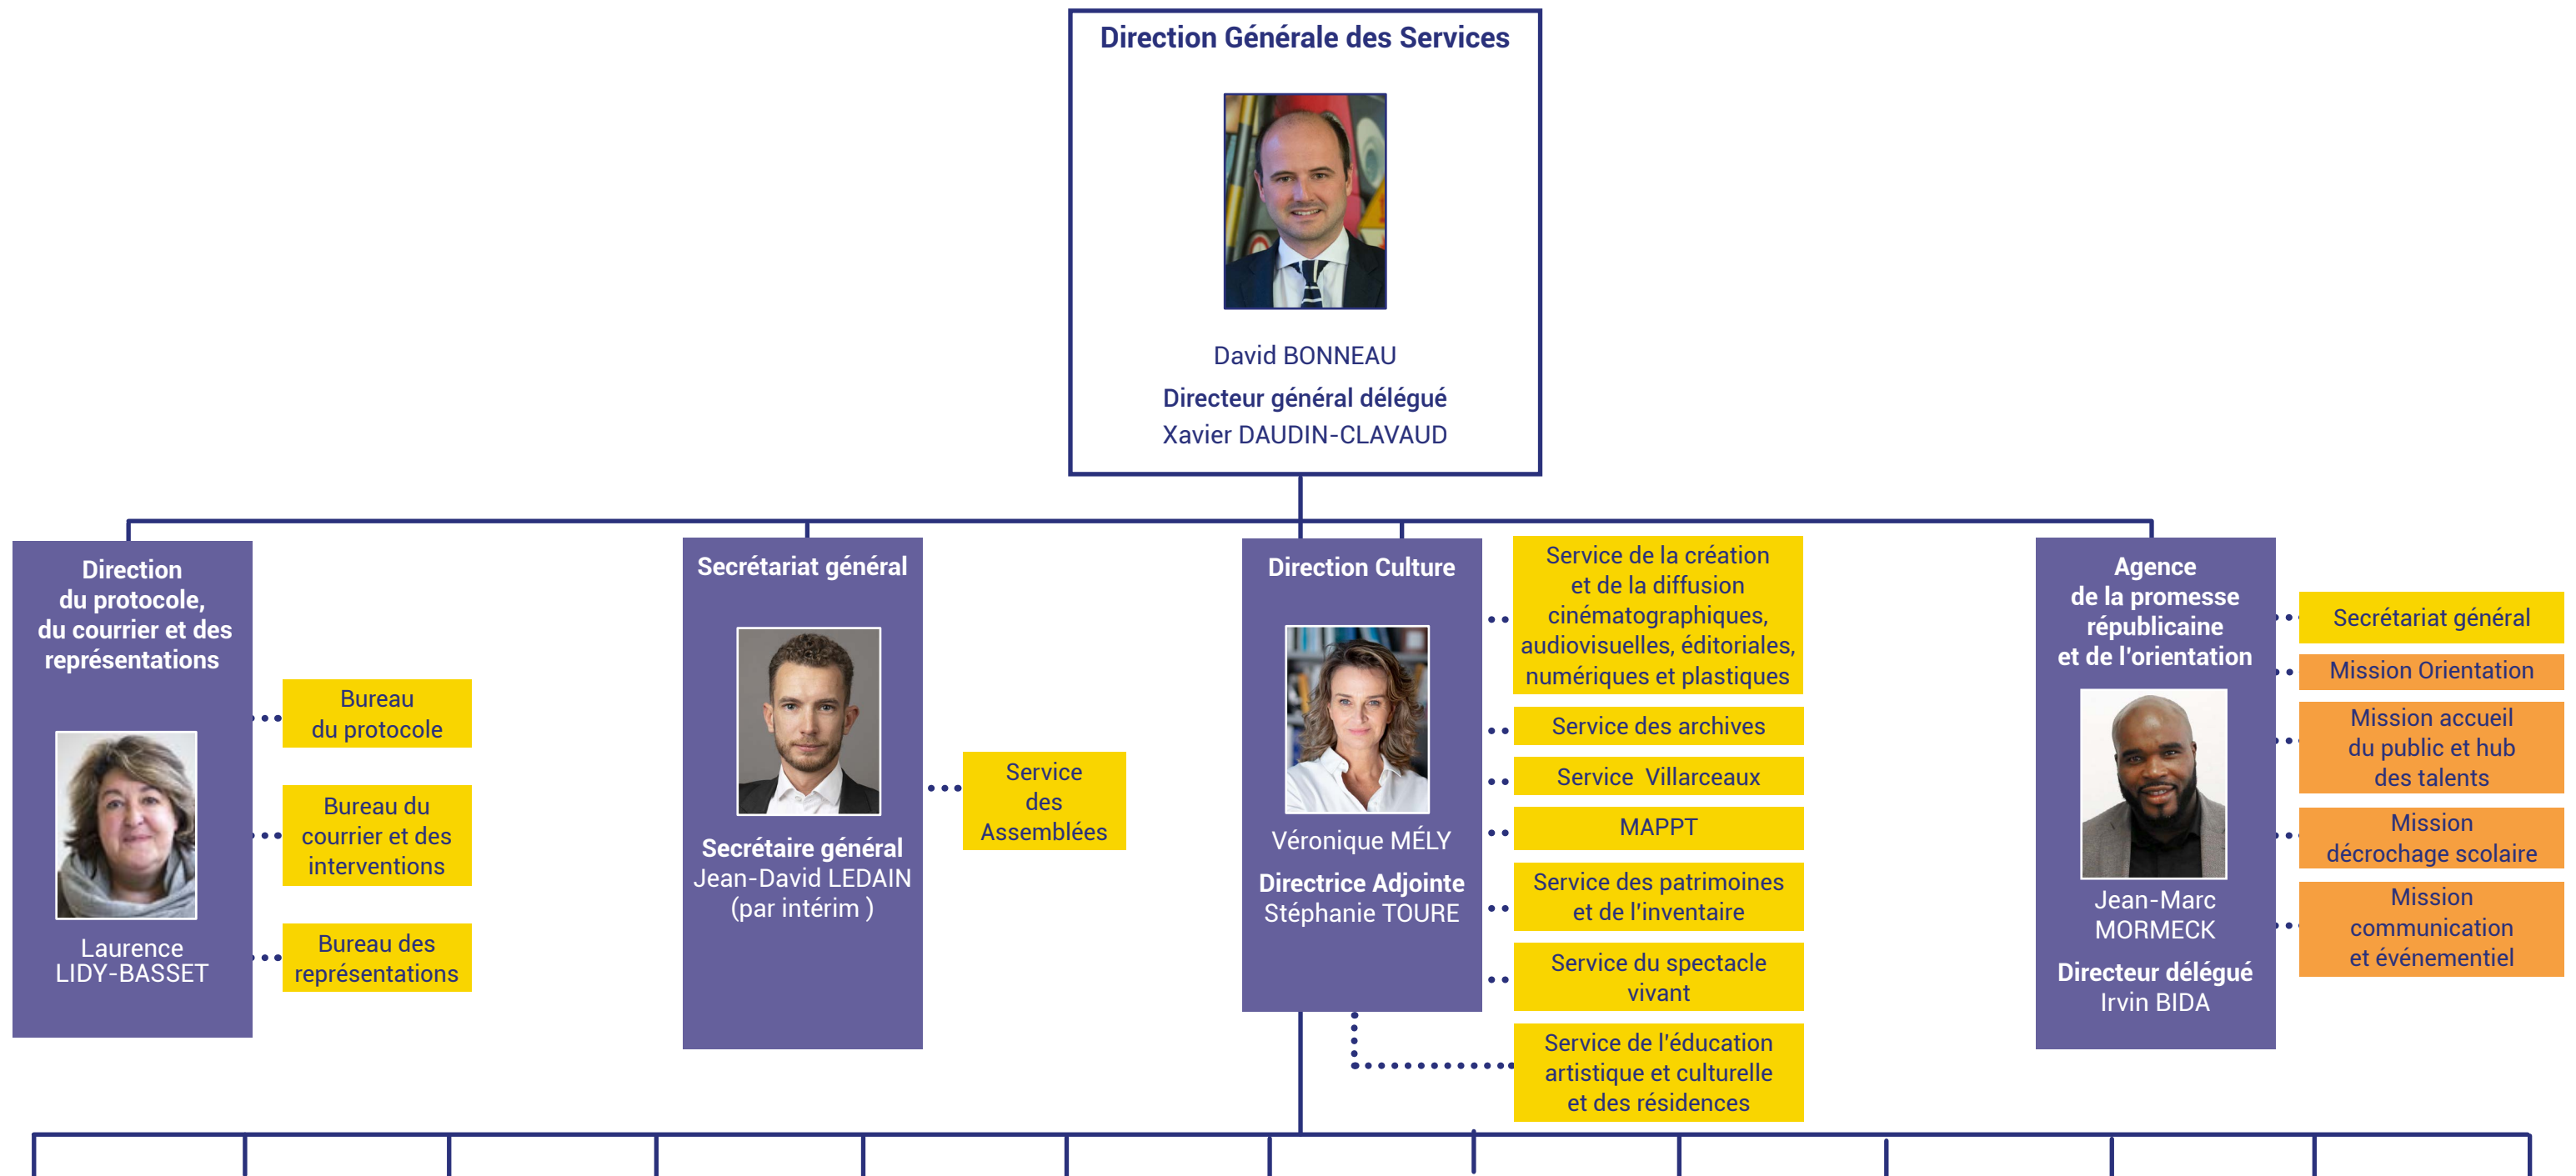 Direction Générale des Services
David BONNEAU
Directeur général délégué
Xavier DAUDIN-CLAVAUD
Direction
du protocole,
du courrier et des
représentations
Laurence
LIDY-BASSET
Bureau
du protocole
Bureau du
courrier et des
interventions
Bureau des
représentations
Secrétariat général
Secrétaire général
Jean-David LEDAIN
(par intérim )
Service
des
Assemblées
Direction Culture
Véronique MÉLY
Directrice Adjointe
Stéphanie TOURE
Service de la création
et de la diffusion
cinématographiques,
audiovisuelles, éditoriales,
numériques et plastiques
Service des archives
Service Villarceaux
MAPPT
Service des patrimoines
et de l'inventaire
Service du spectacle
vivant
Service de l'éducation
artistique et culturelle
et des résidences
Agence
de la promesse
républicaine
et de l'orientation
Jean-Marc
MORMECK
Directeur délégué
Irvin BIDA
Secrétariat général
Mission Orientation
Mission accueil
du public et hub
des talents
Mission
décrochage scolaire
Mission
communication
et événementiel